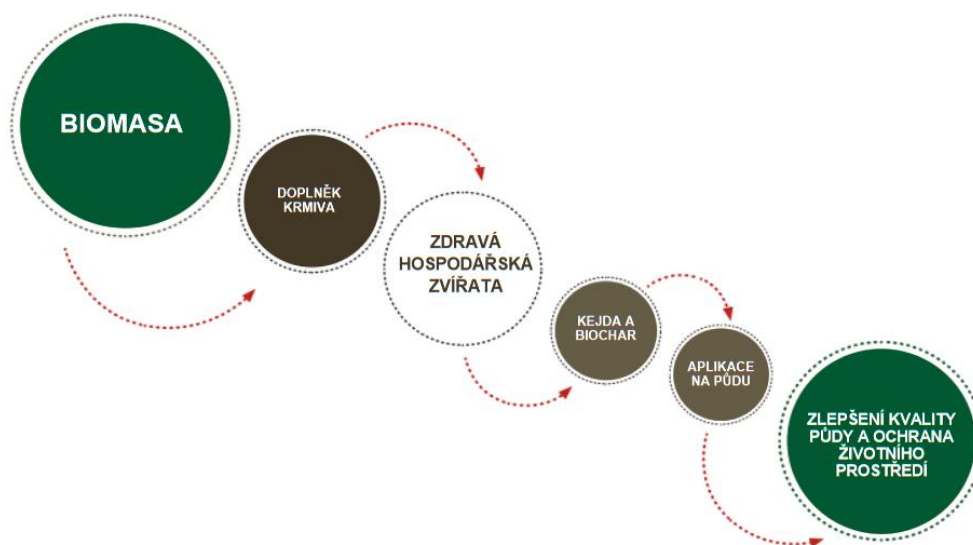 BIOMASA
DOPLNĚK
KRMIVA
ZDRAVÁ
HOSPODÁŘSKÁ
ZVÍŘATA
KEJDA A
BIOCHAR
APLIKACE
NA PŮDU
ZLEPŠENÍ KVALITY
PŮDY A OCHRANA
ŽIVOTNÍHO
PROSTŘEDÍ